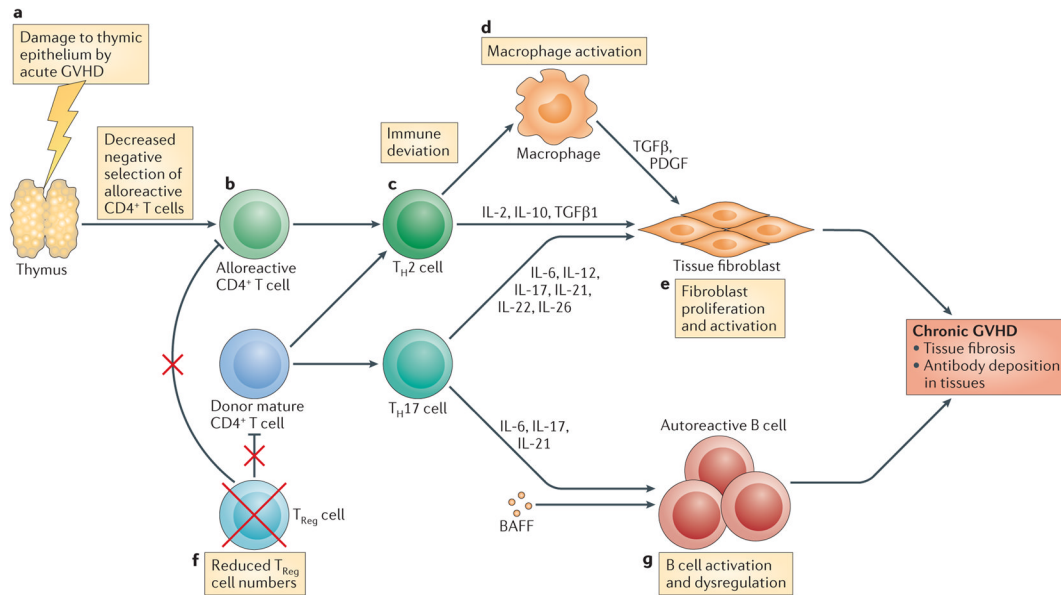 a
Damage to thymic
epithelium by
acute GVHD
Thymus
Decreased
negative
selection of
alloreactive
CD4⁺ T cells
b
Alloreactive
CD4⁺ T cell
Donor mature
CD4⁺ T cell
c
Immune
deviation
T_H2 cell
T_H17 cell
d
Macrophage activation
Macrophage
TGFβ,
PDGF
IL-2, IL-10, TGFβ1
IL-6, IL-12,
IL-17, IL-21,
IL-22, IL-26
Tissue fibroblast
e
Fibroblast
proliferation
and activation
Chronic GVHD
• Tissue fibrosis
• Antibody deposition
in tissues
IL-6, IL-17,
IL-21
BAFF
Autoreactive B cell
T_Reg cell
f
Reduced T_Reg
cell numbers
g
B cell activation
and dysregulation